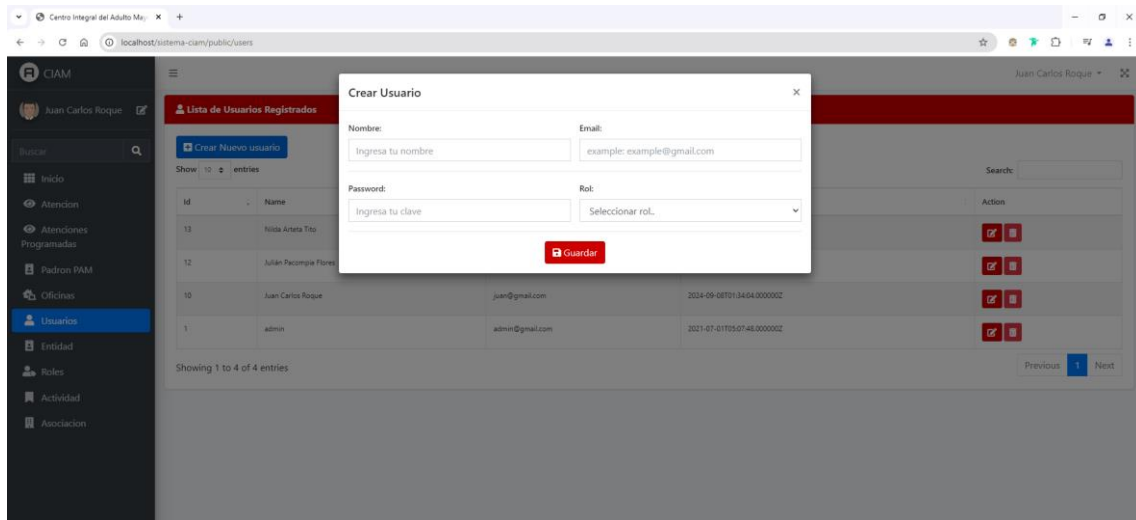 Centro Integral del Adulto May
localhost/sistema-ciam/public/users
CIAM
Juan Carlos Roque
Juan Carlos Roque
Buscar
Inicio
Atencion
Atenciones
Programadas
Padron PAM
Oficinas
Usuarios
Entidad
Roles
Actividad
Asociacion
Lista de Usuarios Registrados
Crear Nuevo usuario
Show 10 entries
Search:
Id Name Action
13 Nilda Arteta Tito
12 Julián Pacompia Flores
10 Juan Carlos Roque juan@gmail.com 2024-09-08T01:34:04.000000Z
1 admin admin@gmail.com 2021-07-01T05:07:48.000000Z
Showing 1 to 4 of 4 entries
Previous 1 Next
Crear Usuario
Nombre: Email:
Ingresa tu nombre example: example@gmail.com
Password: Rol:
Ingresa tu clave Seleccionar rol..
Guardar